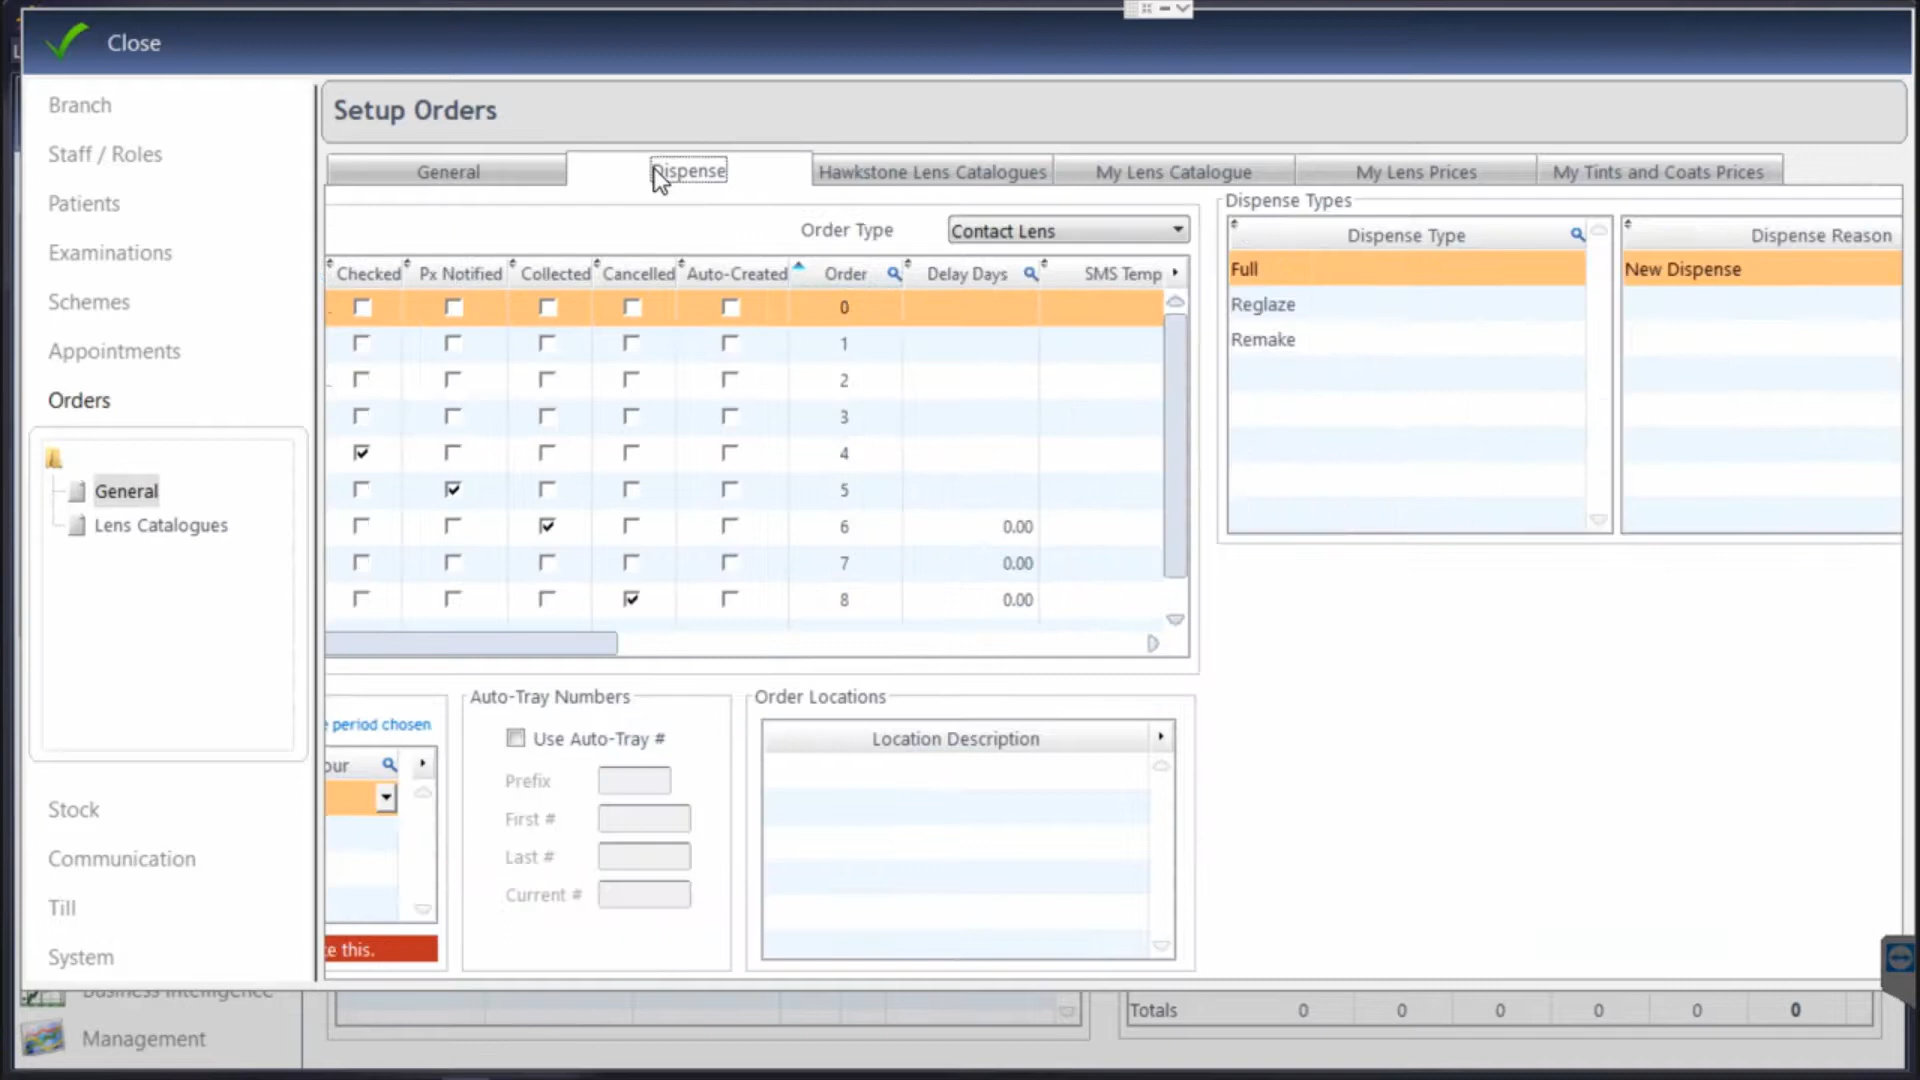 Close
Branch
Staff / Roles
Patients
Examinations
Schemes
Appointments
Orders
General
Lens Catalogues
Stock
Communication
Till
System
Management
Setup Orders
General
Dispense
Hawkstone Lens Catalogues
My Lens Catalogue
My Lens Prices
My Tints and Coats Prices
Order Type Contact Lens
Checked Px Notified Collected Cancelled Auto-Created Order Delay Days SMS Temp
0
1
2
3
4
5
6 0.00
7 0.00
8 0.00
Dispense Types
Dispense Type
Full
Reglaze
Remake
Dispense Reason
New Dispense
period chosen
our
e this.
Auto-Tray Numbers
Use Auto-Tray #
Prefix
First #
Last #
Current #
Order Locations
Location Description
Totals 0 0 0 0 0 0